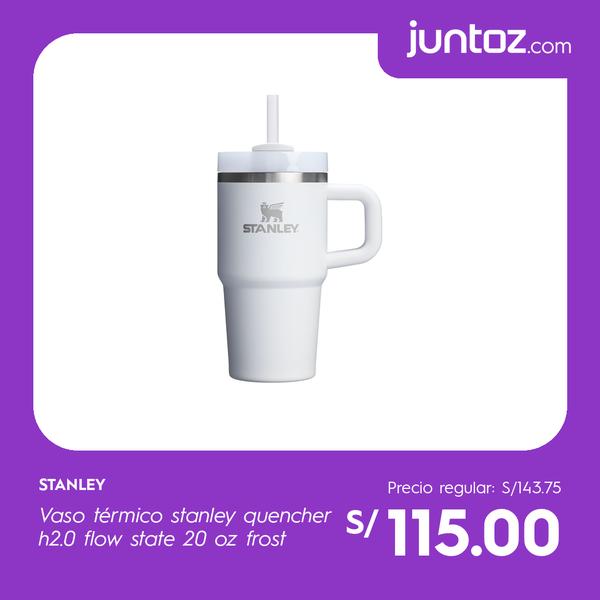 juntoz.com
STANLEY
STANLEY
Vaso térmico stanley quencher
h2.0 flow state 20 oz frost
Precio regular: S/143.75
S/115.00